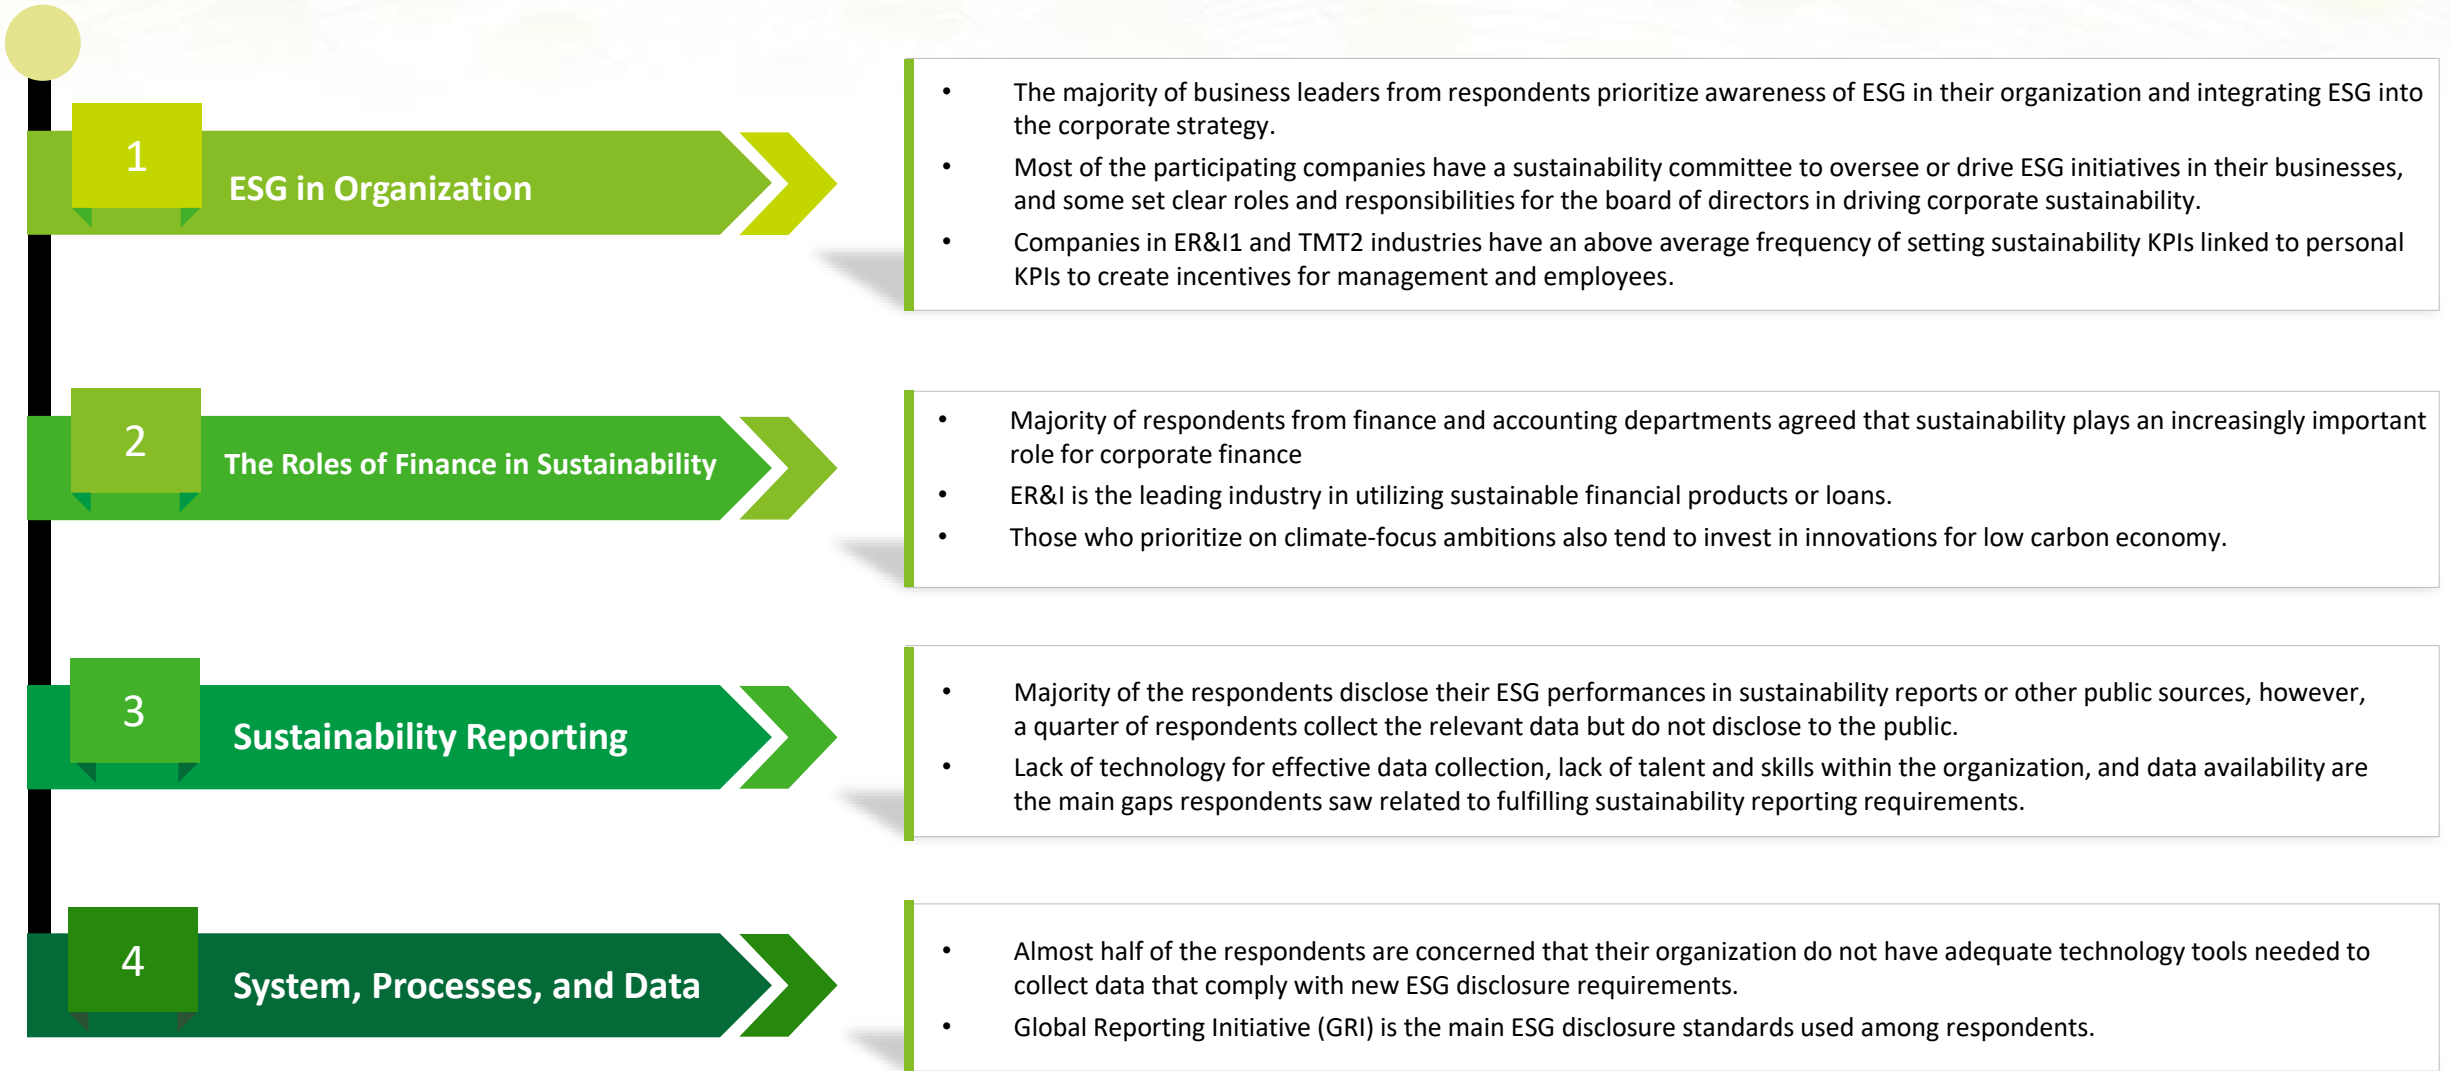 1
ESG in Organization
• The majority of business leaders from respondents prioritize awareness of ESG in their organization and integrating ESG into
the corporate strategy.
• Most of the participating companies have a sustainability committee to oversee or drive ESG initiatives in their businesses,
and some set clear roles and responsibilities for the board of directors in driving corporate sustainability.
• Companies in ER&I1 and TMT2 industries have an above average frequency of setting sustainability KPIs linked to personal
KPIs to create incentives for management and employees.
2
The Roles of Finance in Sustainability
• Majority of respondents from finance and accounting departments agreed that sustainability plays an increasingly important
role for corporate finance
• ER&I is the leading industry in utilizing sustainable financial products or loans.
• Those who prioritize on climate-focus ambitions also tend to invest in innovations for low carbon economy.
3
Sustainability Reporting
• Majority of the respondents disclose their ESG performances in sustainability reports or other public sources, however,
a quarter of respondents collect the relevant data but do not disclose to the public.
• Lack of technology for effective data collection, lack of talent and skills within the organization, and data availability are
the main gaps respondents saw related to fulfilling sustainability reporting requirements.
4
System, Processes, and Data
• Almost half of the respondents are concerned that their organization do not have adequate technology tools needed to
collect data that comply with new ESG disclosure requirements.
• Global Reporting Initiative (GRI) is the main ESG disclosure standards used among respondents.